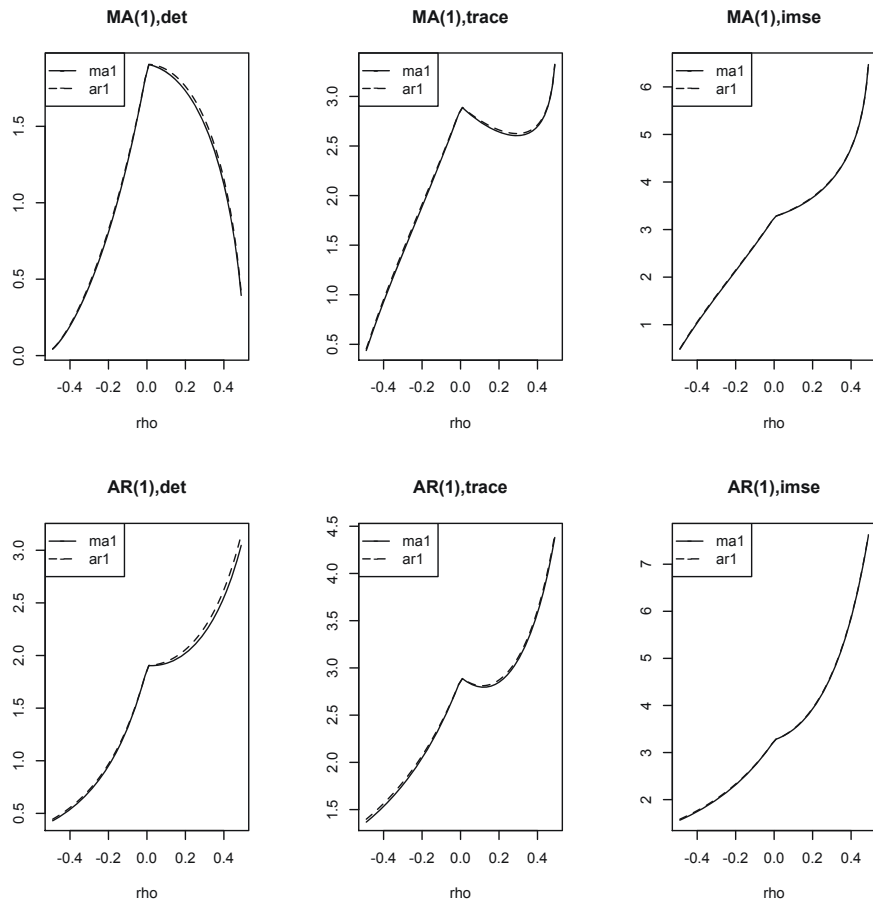 MA(1),det
ma1
ar1
0.0 0.5 1.0 1.5
-0.4 -0.2 0.0 0.2 0.4
rho
MA(1),trace
ma1
ar1
0.5 1.0 1.5 2.0 2.5 3.0
-0.4 -0.2 0.0 0.2 0.4
rho
MA(1),imse
ma1
ar1
1 2 3 4 5 6
-0.4 -0.2 0.0 0.2 0.4
rho
AR(1),det
ma1
ar1
0.5 1.0 1.5 2.0 2.5 3.0
-0.4 -0.2 0.0 0.2 0.4
rho
AR(1),trace
ma1
ar1
1.5 2.0 2.5 3.0 3.5 4.0 4.5
-0.4 -0.2 0.0 0.2 0.4
rho
AR(1),imse
ma1
ar1
2 3 4 5 6 7
-0.4 -0.2 0.0 0.2 0.4
rho